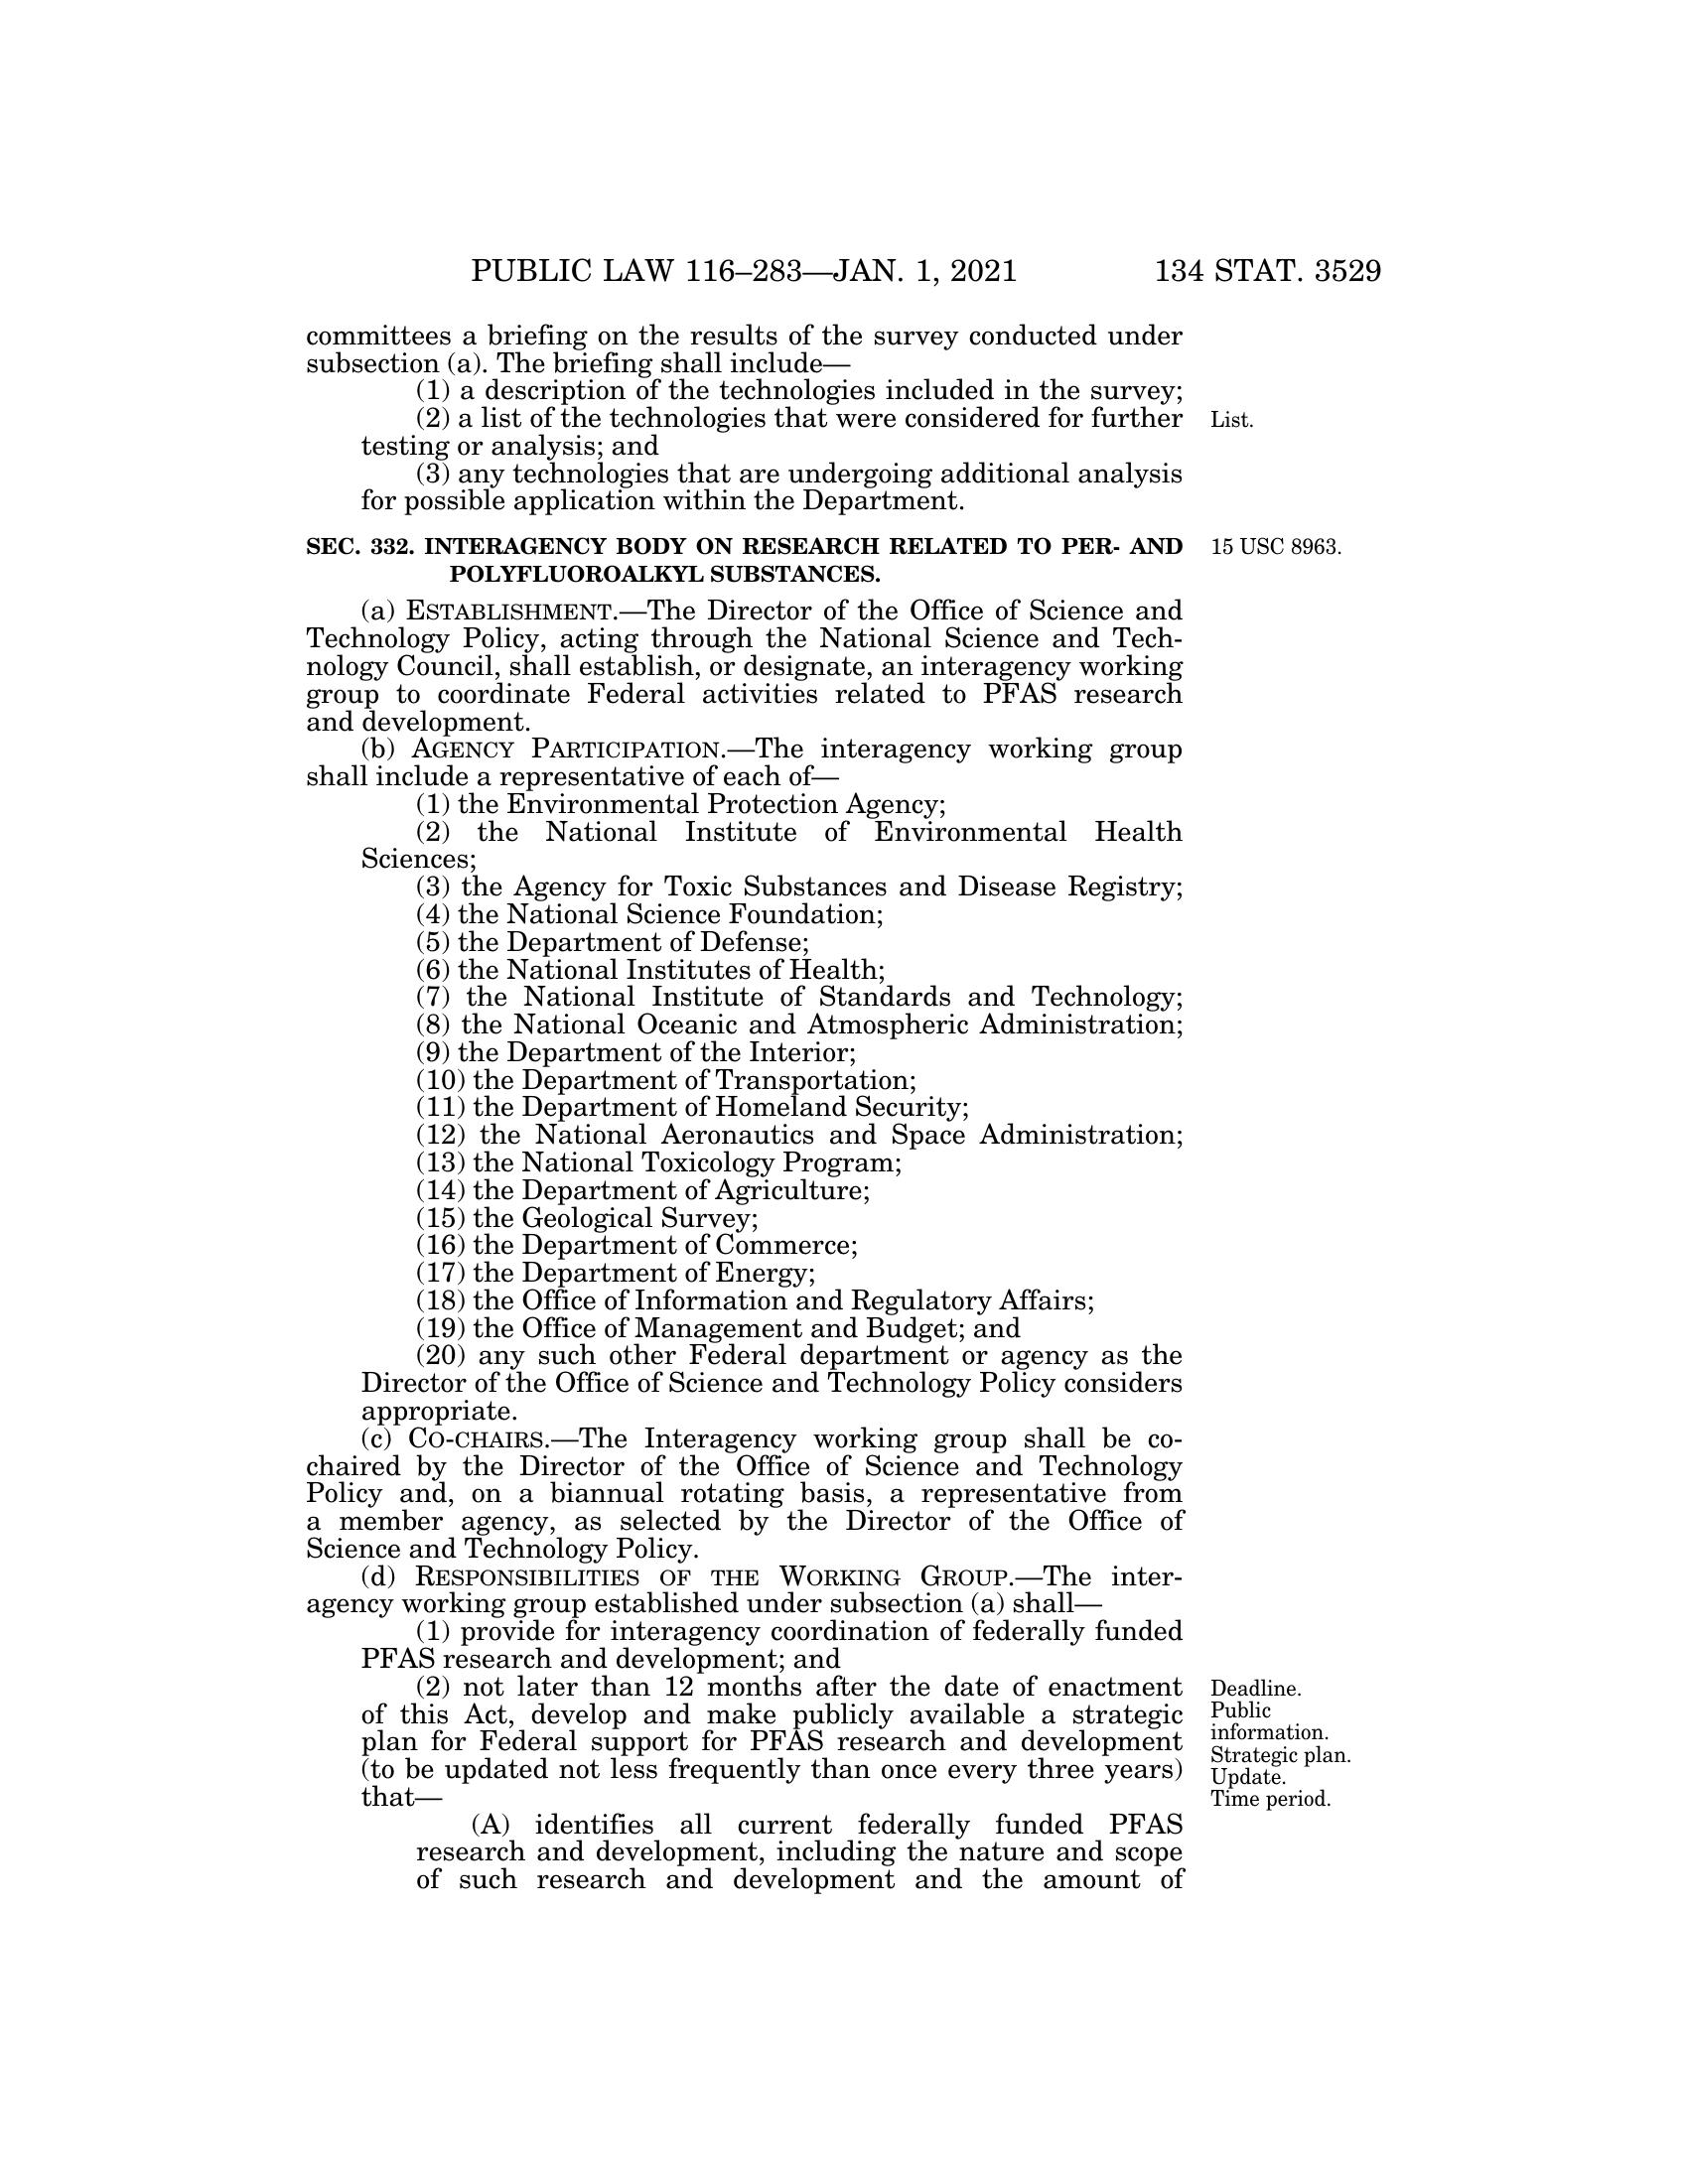 PUBLIC LAW 116–283—JAN. 1, 2021 134 STAT. 3529
committees a briefing on the results of the survey conducted under
subsection (a). The briefing shall include—
(1) a description of the technologies included in the survey;
(2) a list of the technologies that were considered for further
List.
testing or analysis; and
(3) any technologies that are undergoing additional analysis
for possible application within the Department.
SEC. 332. INTERAGENCY BODY ON RESEARCH RELATED TO PER- AND
15 USC 8963.
POLYFLUOROALKYL SUBSTANCES.
(a) ESTABLISHMENT.—The Director of the Office of Science and
Technology Policy, acting through the National Science and Tech-
nology Council, shall establish, or designate, an interagency working
group to coordinate Federal activities related to PFAS research
and development.
(b) AGENCY PARTICIPATION.—The interagency working group
shall include a representative of each of—
(1) the Environmental Protection Agency;
(2) the National Institute of Environmental Health
Sciences;
(3) the Agency for Toxic Substances and Disease Registry;
(4) the National Science Foundation;
(5) the Department of Defense;
(6) the National Institutes of Health;
(7) the National Institute of Standards and Technology;
(8) the National Oceanic and Atmospheric Administration;
(9) the Department of the Interior;
(10) the Department of Transportation;
(11) the Department of Homeland Security;
(12) the National Aeronautics and Space Administration;
(13) the National Toxicology Program;
(14) the Department of Agriculture;
(15) the Geological Survey;
(16) the Department of Commerce;
(17) the Department of Energy;
(18) the Office of Information and Regulatory Affairs;
(19) the Office of Management and Budget; and
(20) any such other Federal department or agency as the
Director of the Office of Science and Technology Policy considers
appropriate.
(c) CO-CHAIRS.—The Interagency working group shall be co-
chaired by the Director of the Office of Science and Technology
Policy and, on a biannual rotating basis, a representative from
a member agency, as selected by the Director of the Office of
Science and Technology Policy.
(d) RESPONSIBILITIES OF THE WORKING GROUP.—The inter-
agency working group established under subsection (a) shall—
(1) provide for interagency coordination of federally funded
PFAS research and development; and
(2) not later than 12 months after the date of enactment
of this Act, develop and make publicly available a strategic
plan for Federal support for PFAS research and development
(to be updated not less frequently than once every three years)
that—
Deadline.
Public
information.
Strategic plan.
Update.
Time period.
(A) identifies all current federally funded PFAS
research and development, including the nature and scope
of such research and development and the amount of